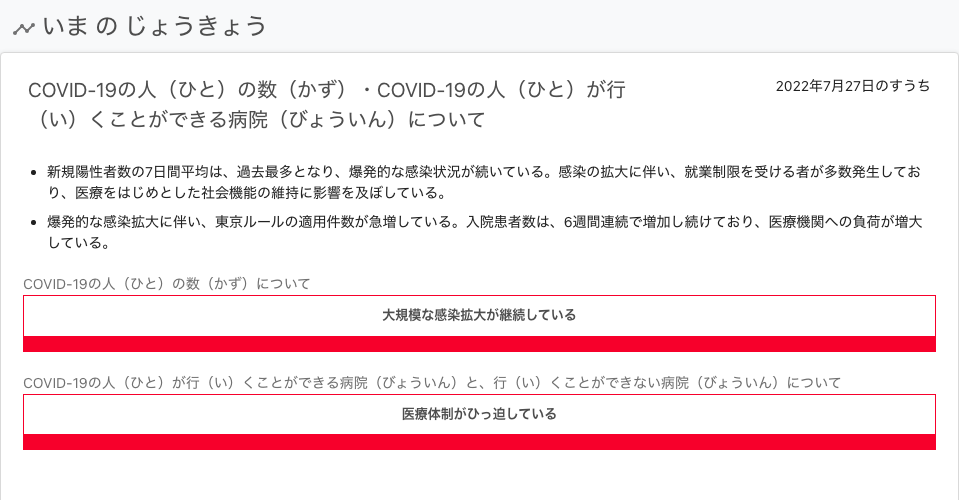 いま の じょうきょう
COVID-19の人（ひと）の数（かず）・COVID-19の人（ひと）が行
（い）くことができる病院（びょういん）について
2022年7月27日のすうち
新規陽性者数の7日間平均は、過去最多となり、爆発的な感染状況が続いている。感染の拡大に伴い、就業制限を受ける者が多数発生してお
り、医療をはじめとした社会機能の維持に影響を及ぼしている。
爆発的な感染拡大に伴い、東京ルールの適用件数が急増している。入院患者数は、6週間連続で増加し続けており、医療機関への負荷が増大
している。
COVID-19の人（ひと）の数（かず）について
大規模な感染拡大が継続している
COVID-19の人（ひと）が行（い）くことができる病院（びょういん）と、行（い）くことができない病院（びょういん）について
医療体制がひっ迫している